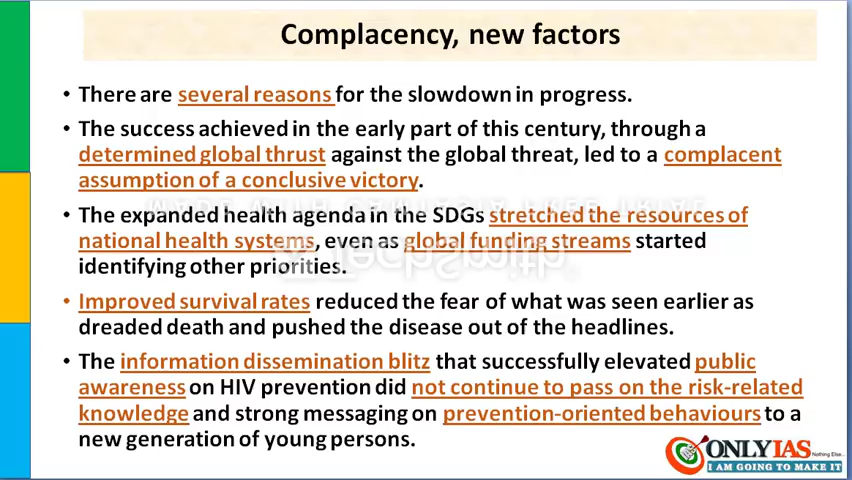 Complacency, new factors
• There are several reasons for the slowdown in progress.
• The success achieved in the early part of this century, through a
determined global thrust against the global threat, led to a complacent
assumption of a conclusive victory.
MADE WITH CAMTASIA FREE TRIAL
• The expanded health agenda in the SDGs stretched the resources of
national health systems, even as global funding streams started
TechSmith
identifying other priorities.
• Improved survival rates reduced the fear of what was seen earlier as
dreaded death and pushed the disease out of the headlines.
• The information dissemination blitz that successfully elevated public
awareness on HIV prevention did not continue to pass on the risk-related
knowledge and strong messaging on prevention-oriented behaviours to a
new generation of young persons.
ONLYIAS
Nothing Else..
I AM GOING TO MAKE IT